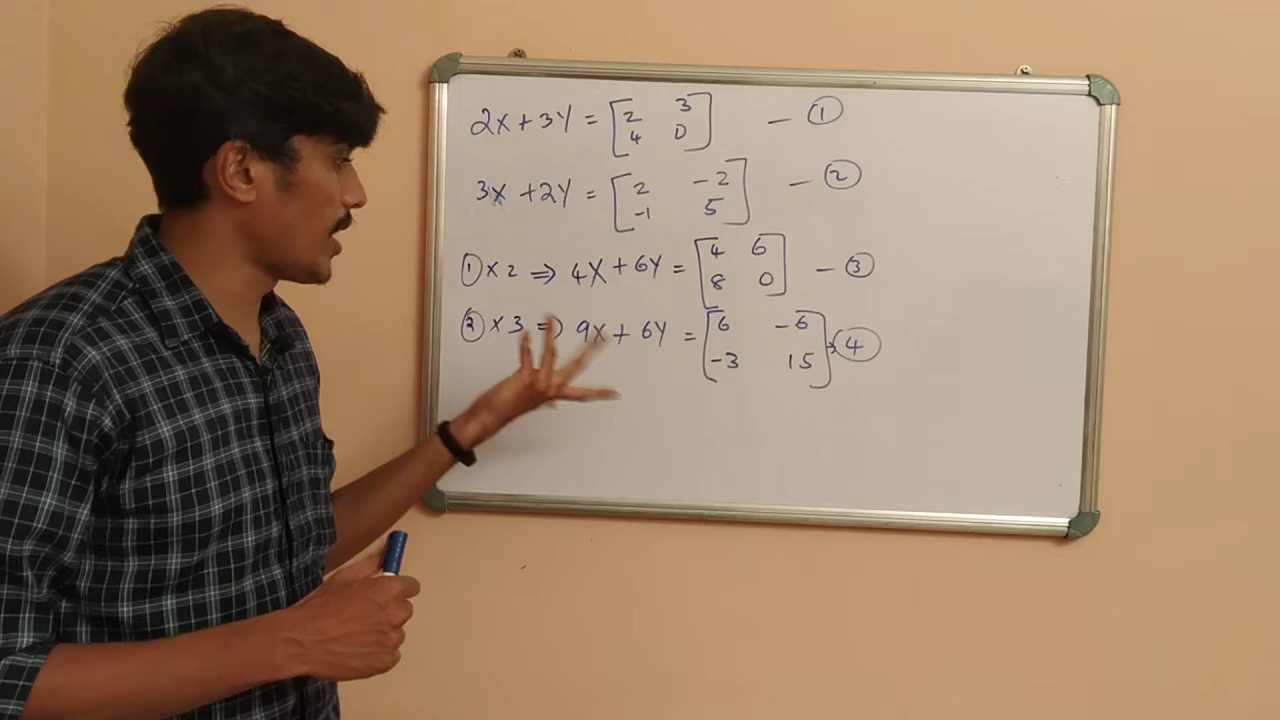 2X + 3Y = [2 3 4 0] — ①
3X + 2Y = [2 -2 -1 5] — ②
① × 2 ⇒ 4X + 6Y = [4 6 8 0] — ③
② × 3 ⇒ 9X + 6Y = [6 -6 -3 15] → ④